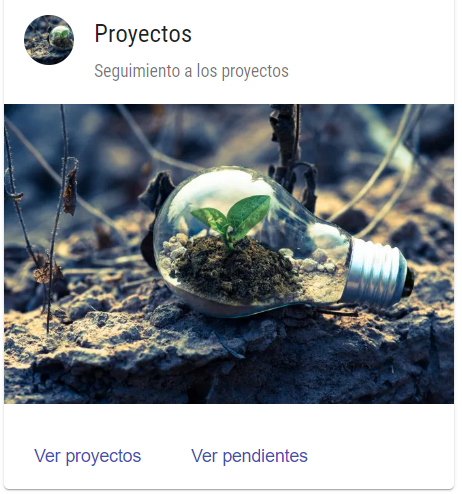 Proyectos
Seguimiento a los proyectos
Ver proyectos
Ver pendientes